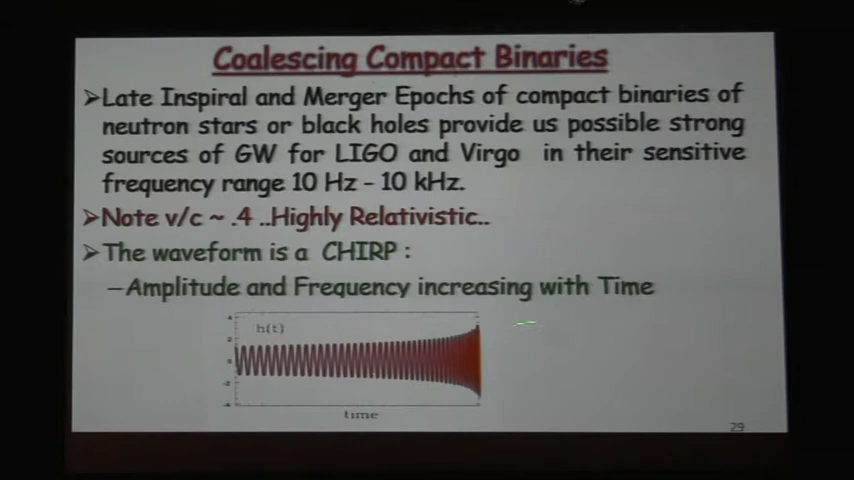 Coalescing Compact Binaries
➢Late Inspiral and Merger Epochs of compact binaries of
neutron stars or black holes provide us possible strong
sources of GW for LIGO and Virgo in their sensitive
frequency range 10 Hz - 10 kHz.
➢Note v/c ~ .4 ..Highly Relativistic..
➢The waveform is a CHIRP :
–Amplitude and Frequency increasing with Time
h(t)
time
29